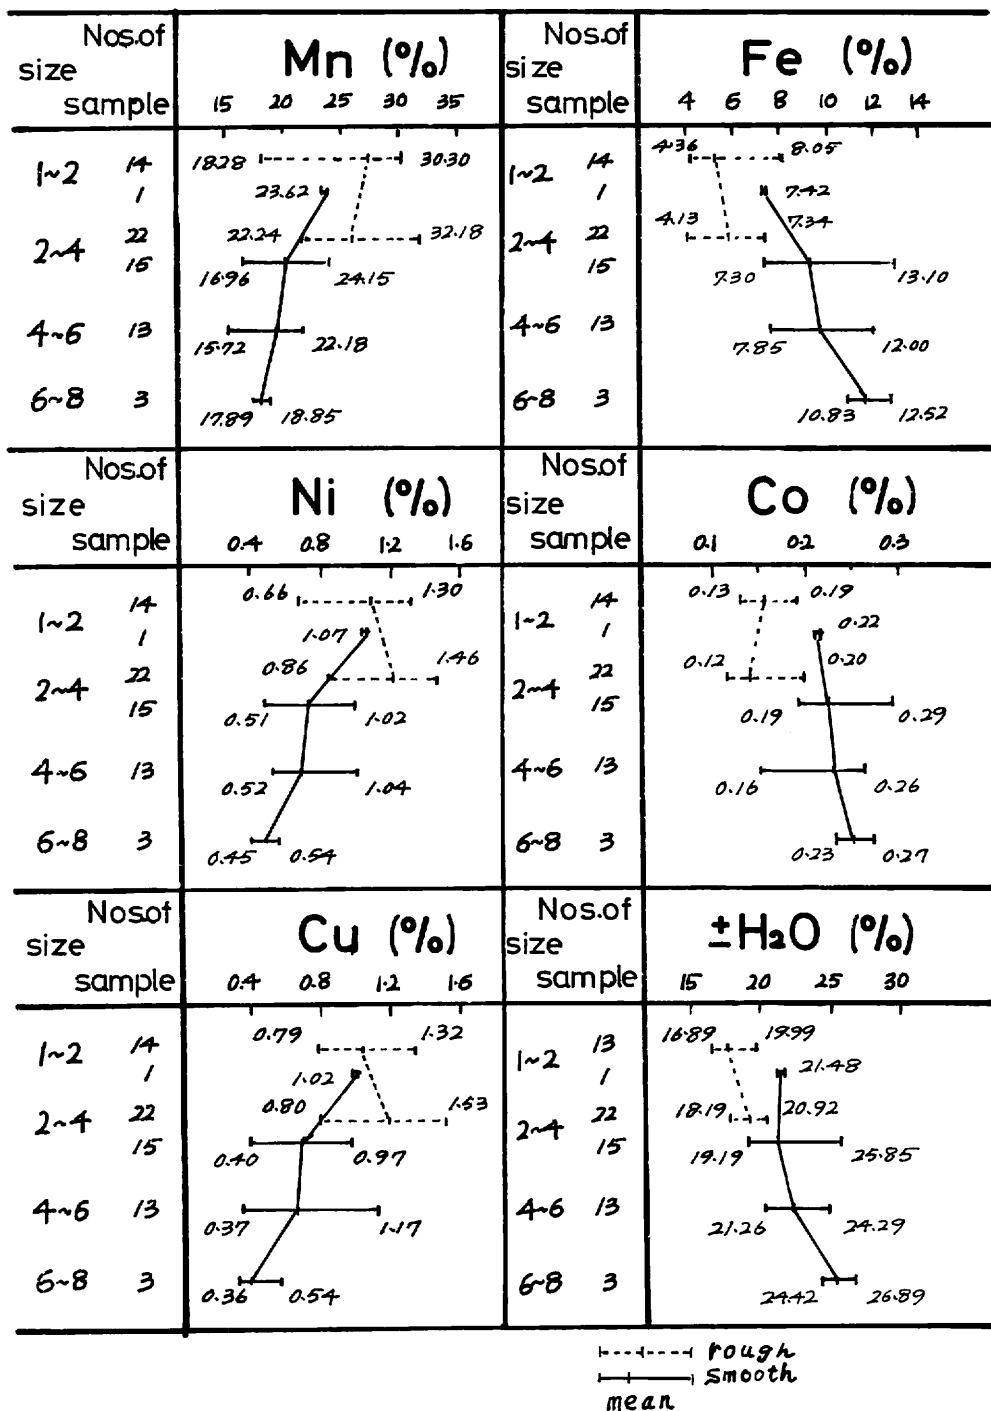 Nos.of
size
sample
Mn (%)
15 20 25 30 35
1~2 14 18.28 30.30
1 23.62
2~4 22 22.24 32.18
15 16.96 24.15
4~6 13 15.72 22.18
6~8 3 17.89 18.85
Nos.of
size
sample
Fe (%)
4 6 8 10 12 14
1~2 14 4.36 8.05
1 7.42
2~4 22 4.13 7.34
15 7.30 13.10
4~6 13 7.85 12.00
6~8 3 10.83 12.52
Nos.of
size
sample
Ni (%)
0.4 0.8 1.2 1.6
1~2 14 0.66 1.30
1 1.07
2~4 22 0.86 1.46
15 0.51 1.02
4~6 13 0.52 1.04
6~8 3 0.45 0.54
Nos.of
size
sample
Co (%)
0.1 0.2 0.3
1~2 14 0.13 0.19
1 0.22
2~4 22 0.12 0.20
15 0.19 0.29
4~6 13 0.16 0.26
6~8 3 0.23 0.27
Nos.of
size
sample
Cu (%)
0.4 0.8 1.2 1.6
1~2 14 0.79 1.32
1 1.02
2~4 22 0.80 1.53
15 0.40 0.97
4~6 13 0.37 1.17
6~8 3 0.36 0.54
Nos.of
size
sample
±H₂O (%)
15 20 25 30
1~2 13 16.89 19.99
1 21.48
2~4 22 18.19 20.92
15 19.19 25.85
4~6 13 21.26 24.29
6~8 3 24.42 26.89
rough
smooth
mean